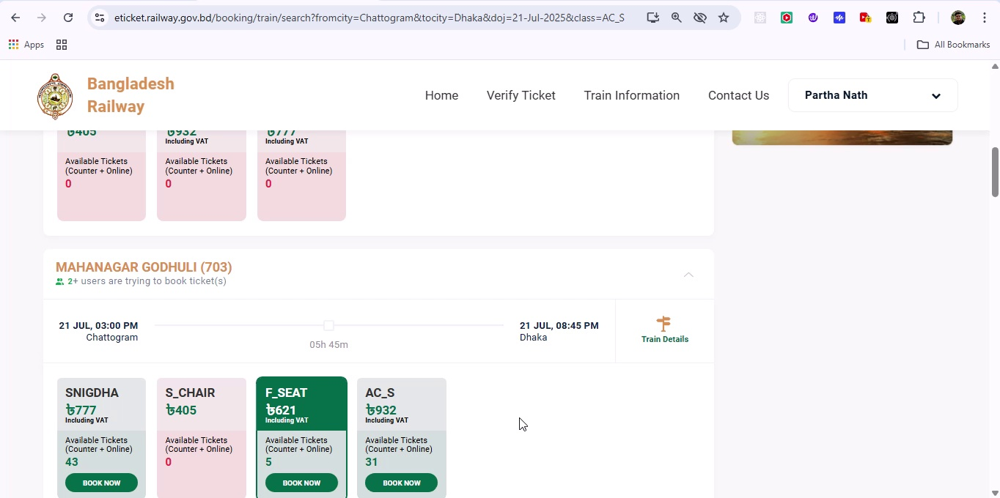 eticket.railway.gov.bd/booking/train/search?fromcity=Chattogram&tocity=Dhaka&doj=21-Jul-2025&class=AC_S
Apps
All Bookmarks
Bangladesh
Railway
Home
Verify Ticket
Train Information
Contact Us
Partha Nath
৳405
৳932
৳777
Including VAT
Including VAT
Available Tickets
(Counter + Online)
0
Available Tickets
(Counter + Online)
0
Available Tickets
(Counter + Online)
0
MAHANAGAR GODHULI (703)
2+ users are trying to book ticket(s)
21 JUL, 03:00 PM
Chattogram
05h 45m
21 JUL, 08:45 PM
Dhaka
Train Details
SNIGDHA
৳777
Including VAT
Available Tickets
(Counter + Online)
43
BOOK NOW
S_CHAIR
৳405
Available Tickets
(Counter + Online)
0
F_SEAT
৳621
Including VAT
Available Tickets
(Counter + Online)
5
BOOK NOW
AC_S
৳932
Including VAT
Available Tickets
(Counter + Online)
31
BOOK NOW